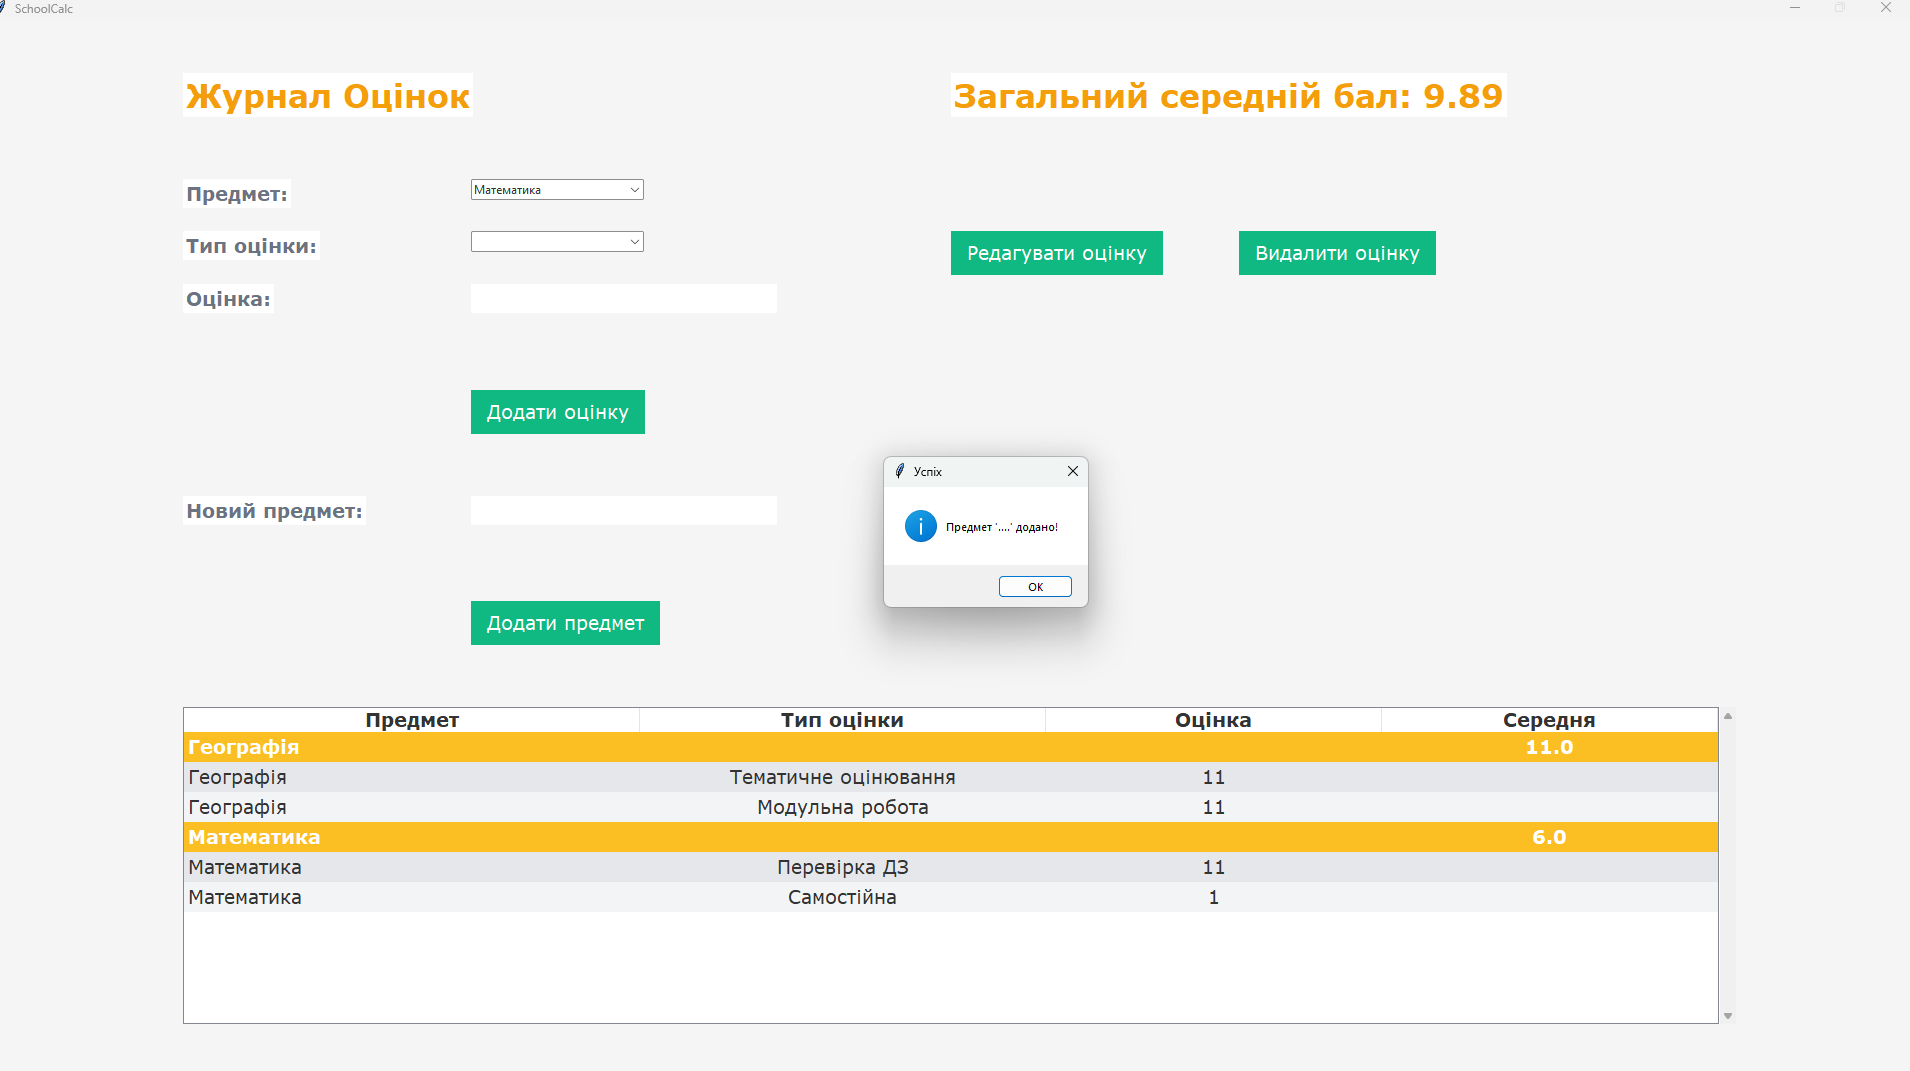 SchoolCalc
Журнал Оцінок
Загальний середній бал: 9.89
Предмет:
Математика
Тип оцінки:
Редагувати оцінку
Видалити оцінку
Оцінка:
Додати оцінку
Успіх
Предмет '....' додано!
OK
Новий предмет:
Додати предмет
Предмет Тип оцінки Оцінка Середня
Географія 11.0
Географія Тематичне оцінювання 11
Географія Модульна робота 11
Математика 6.0
Математика Перевірка ДЗ 11
Математика Самостійна 1